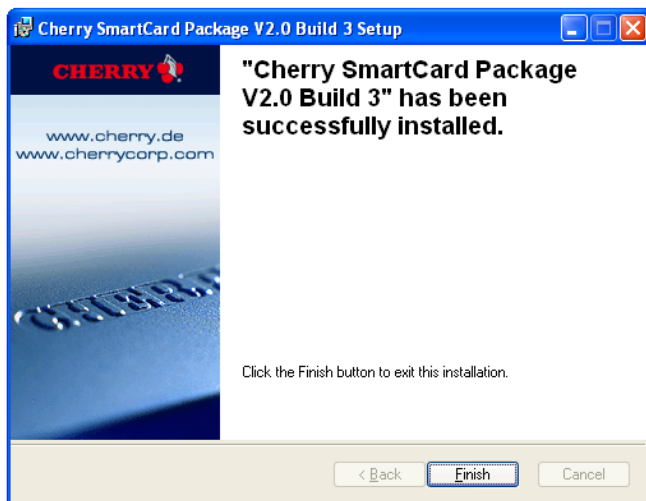 Cherry SmartCard Package V2.0 Build 3 Setup
CHERRY
www.cherry.de
www.cherrycorp.com
"Cherry SmartCard Package
V2.0 Build 3" has been
successfully installed.
CHERRY
Click the Finish button to exit this installation.
< Back
Finish
Cancel